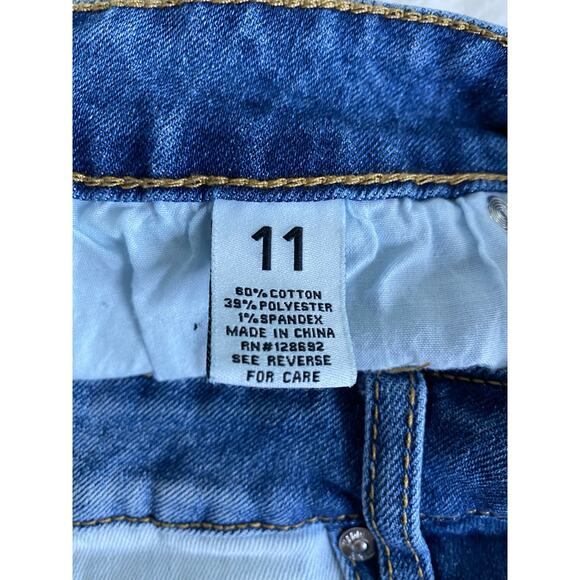 11
60% COTTON
39% POLYESTER
1% SPANDEX
MADE IN CHINA
RN#128692
SEE REVERSE
FOR CARE